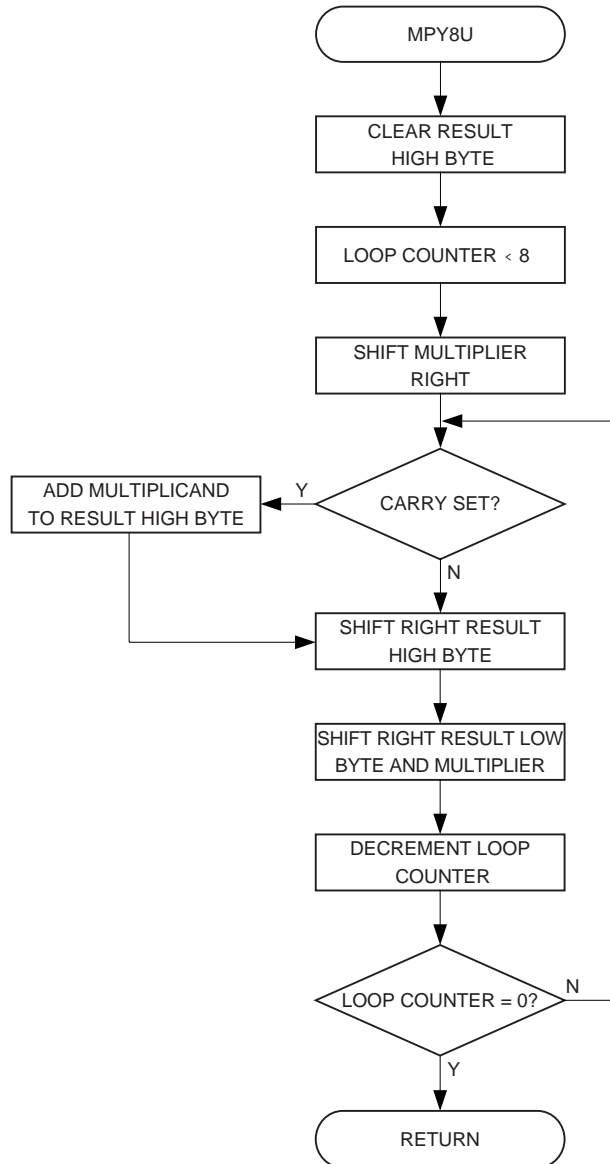 MPY8U
CLEAR RESULT
HIGH BYTE
LOOP COUNTER < 8
SHIFT MULTIPLIER
RIGHT
CARRY SET?
Y
ADD MULTIPLICAND
TO RESULT HIGH BYTE
N
SHIFT RIGHT RESULT
HIGH BYTE
SHIFT RIGHT RESULT LOW
BYTE AND MULTIPLIER
DECREMENT LOOP
COUNTER
LOOP COUNTER = 0?
N
Y
RETURN